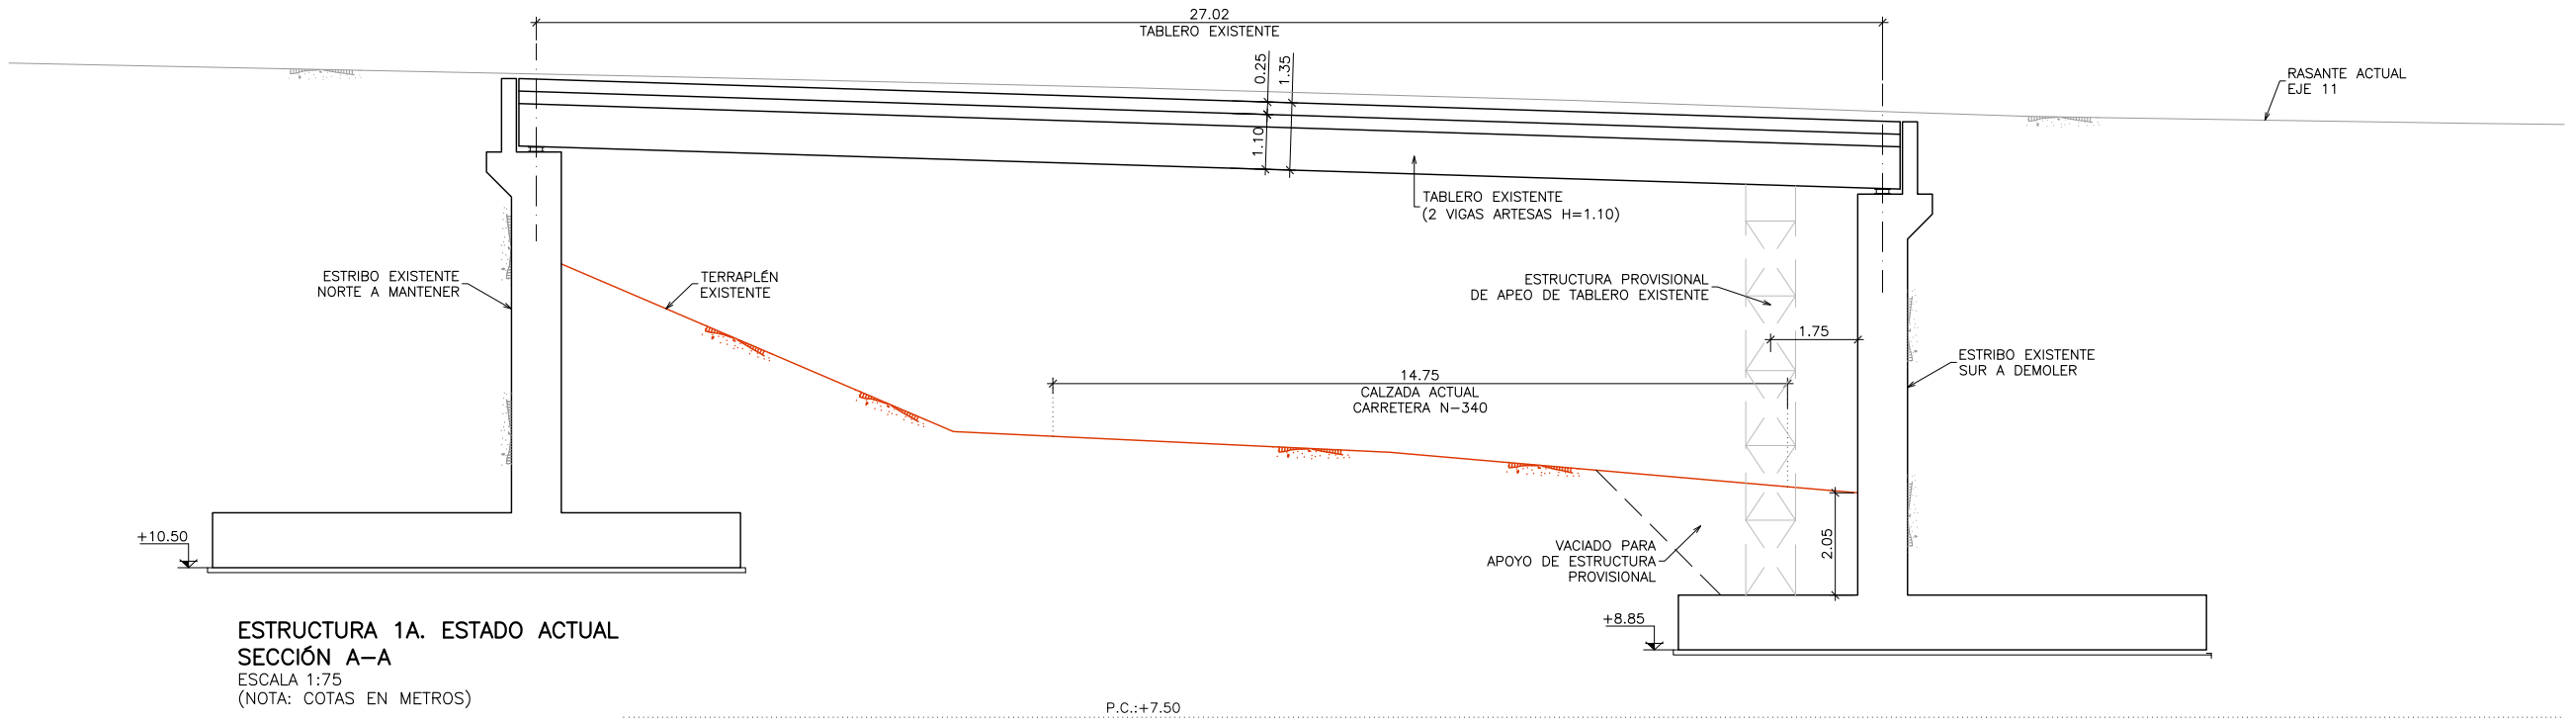 27.02
TABLERO EXISTENTE
0.25
1.35
1.10
RASANTE ACTUAL
EJE 11
TABLERO EXISTENTE
(2 VIGAS ARTESAS H=1.10)
ESTRIBO EXISTENTE
NORTE A MANTENER
TERRAPLÉN
EXISTENTE
ESTRUCTURA PROVISIONAL
DE APEO DE TABLERO EXISTENTE
1.75
ESTRIBO EXISTENTE
SUR A DEMOLER
14.75
CALZADA ACTUAL
CARRETERA N-340
2.05
VACIADO PARA
APOYO DE ESTRUCTURA
PROVISIONAL
+10.50
+8.85
ESTRUCTURA 1A. ESTADO ACTUAL
SECCIÓN A-A
ESCALA 1:75
(NOTA: COTAS EN METROS)
P.C.:+7.50